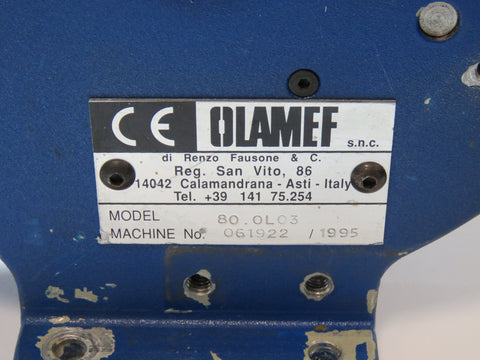 CE OLAMEF s.n.c.
di Renzo Fausone & C.
Reg. San Vito, 86
14042 Calamandrana - Asti - Italy
Tel. +39 141 75.254
MODEL 80.0L03
MACHINE No. 061922 / 1995